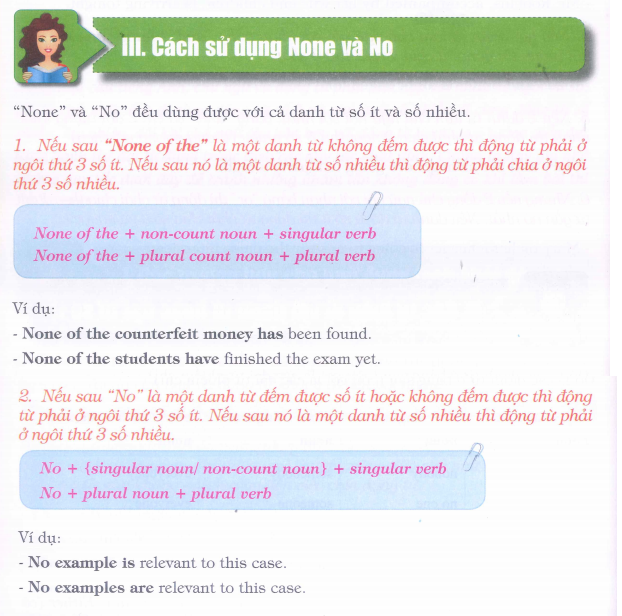 III. Cách sử dụng None và No
“None” và “No” đều dùng được với cả danh từ số ít và số nhiều.
1. Nếu sau “None of the” là một danh từ không đếm được thì động từ phải ở
ngôi thứ 3 số ít. Nếu sau nó là một danh từ số nhiều thì động từ phải chia ở ngôi
thứ 3 số nhiều.
None of the + non-count noun + singular verb
None of the + plural count noun + plural verb
Ví dụ:
- None of the counterfeit money has been found.
- None of the students have finished the exam yet.
2. Nếu sau “No” là một danh từ đếm được số ít hoặc không đếm được thì động
từ phải ở ngôi thứ 3 số ít. Nếu sau nó là một danh từ số nhiều thì động từ phải
ở ngôi thứ 3 số nhiều.
No + {singular noun/ non-count noun} + singular verb
No + plural noun + plural verb
Ví dụ:
- No example is relevant to this case.
- No examples are relevant to this case.